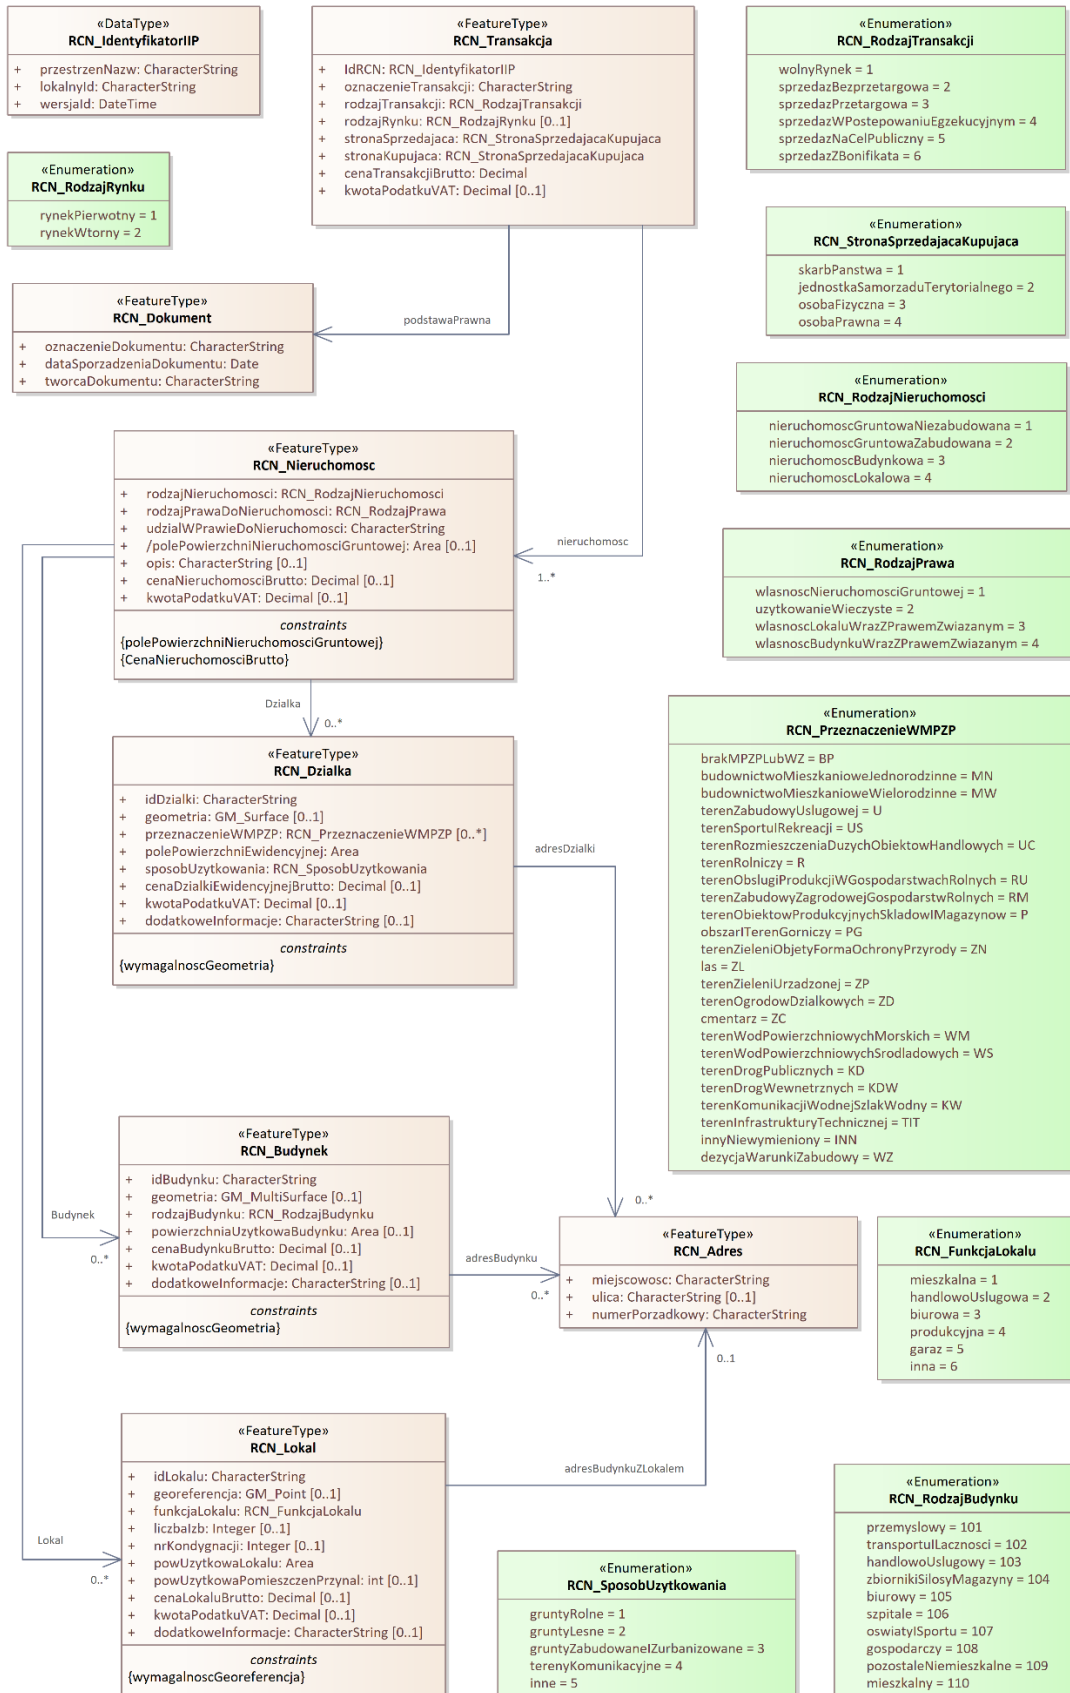 «DataType»
RCN_IdentyfikatorIIP
+ przestrzenNazw: CharacterString
+ lokalnyId: CharacterString
+ wersjaId: DateTime
«FeatureType»
RCN_Transakcja
+ IdRCN: RCN_IdentyfikatorIIP
+ oznaczenieTransakcji: CharacterString
+ rodzajTransakcji: RCN_RodzajTransakcji
+ rodzajRynku: RCN_RodzajRynku [0..1]
+ stronaSprzedajaca: RCN_StronaSprzedajacaKupujaca
+ stronaKupujaca: RCN_StronaSprzedajacaKupujaca
+ cenaTransakcjiBrutto: Decimal
+ kwotaPodatkuVAT: Decimal [0..1]
«Enumeration»
RCN_RodzajTransakcji
wolnyRynek = 1
sprzedazBezprzetargowa = 2
sprzedazPrzetargowa = 3
sprzedazWPostepowaniuEgzekucyjnym = 4
sprzedazNaCelPubliczny = 5
sprzedazZBonifikata = 6
«Enumeration»
RCN_RodzajRynku
rynekPierwotny = 1
rynekWtorny = 2
«Enumeration»
RCN_StronaSprzedajacaKupujaca
skarbPanstwa = 1
jednostkaSamorzaduTerytorialnego = 2
osobaFizyczna = 3
osobaPrawna = 4
«FeatureType»
RCN_Dokument
+ oznaczenieDokumentu: CharacterString
+ dataSporzadzeniaDokumentu: Date
+ tworcaDokumentu: CharacterString
podstawaPrawna
«Enumeration»
RCN_RodzajNieruchomosci
nieruchomoscGruntowaNiezabudowana = 1
nieruchomoscGruntowaZabudowana = 2
nieruchomoscBudynkowa = 3
nieruchomoscLokalowa = 4
«FeatureType»
RCN_Nieruchomosc
+ rodzajNieruchomosci: RCN_RodzajNieruchomosci
+ rodzajPrawaDoNieruchomosci: RCN_RodzajPrawa
+ udzialWPrawieDoNieruchomosci: CharacterString
+ /polePowierzchniNieruchomosciGruntowej: Area [0..1]
+ opis: CharacterString [0..1]
+ cenaNieruchomosciBrutto: Decimal [0..1]
+ kwotaPodatkuVAT: Decimal [0..1]
constraints
{polePowierzchniNieruchomosciGruntowej}
{CenaNieruchomosciBrutto}
nieruchomosc
1..*
«Enumeration»
RCN_RodzajPrawa
wlasnoscNieruchomosciGruntowej = 1
uzytkowanieWieczyste = 2
wlasnoscLokaluWrazZPrawemZwiazanym = 3
wlasnoscBudynkuWrazZPrawemZwiazanym = 4
Dzialka
0..*
«FeatureType»
RCN_Dzialka
+ idDzialki: CharacterString
+ geometria: GM_Surface [0..1]
+ przeznaczenieWMPZP: RCN_PrzeznaczenieWMPZP [0..*]
+ polePowierzchniEwidencyjnej: Area
+ sposobUzytkowania: RCN_SposobUzytkowania
+ cenaDzialkiEwidencyjnejBrutto: Decimal [0..1]
+ kwotaPodatkuVAT: Decimal [0..1]
+ dodatkoweInformacje: CharacterString [0..1]
constraints
{wymagalnoscGeometria}
adresDzialki
0..*
«Enumeration»
RCN_PrzeznaczenieWMPZP
brakMPZPLubWZ = BP
budownictwoMieszkanioweJednorodzinne = MN
budownictwoMieszkanioweWielorodzinne = MW
terenZabudowyUslugowej = U
terenSportuIRekreacji = US
terenRozmieszczeniaDuzychObiektowHandlowych = UC
terenRolniczy = R
terenObslugiProdukcjiWGospodarstwachRolnych = RU
terenZabudowyZagrodowejGospodarstwRolnych = RM
terenObiektowProdukcyjnychSkladowIMagazynow = P
obszarITerenGorniczy = PG
terenZieleniObjetyFormaOchronyPrzyrody = ZN
las = ZL
terenZieleniUrzadzonej = ZP
terenOgrodowDzialkowych = ZD
cmentarz = ZC
terenWodPowierzchniowychMorskich = WM
terenWodPowierzchniowychSrodladowych = WS
terenDrogPublicznych = KD
terenDrogWewnetrznych = KDW
terenKomunikacjiWodnejSzlakWodny = KW
terenInfrastrukturyTechnicznej = TIT
innyNiewymieniony = INN
dezycjaWarunkiZabudowy = WZ
Budynek
0..*
«FeatureType»
RCN_Budynek
+ idBudynku: CharacterString
+ geometria: GM_MultiSurface [0..1]
+ rodzajBudynku: RCN_RodzajBudynku
+ powierzchniaUzytkowaBudynku: Area [0..1]
+ cenaBudynkuBrutto: Decimal [0..1]
+ kwotaPodatkuVAT: Decimal [0..1]
+ dodatkoweInformacje: CharacterString [0..1]
constraints
{wymagalnoscGeometria}
adresBudynku
0..*
«FeatureType»
RCN_Adres
+ miejscowosc: CharacterString
+ ulica: CharacterString [0..1]
+ numerPorzadkowy: CharacterString
0..1
«Enumeration»
RCN_FunkcjaLokalu
mieszkalna = 1
handlowoUslugowa = 2
biurowa = 3
produkcyjna = 4
garaz = 5
inna = 6
Lokal
0..*
«FeatureType»
RCN_Lokal
+ idLokalu: CharacterString
+ georeferencja: GM_Point [0..1]
+ funkcjaLokalu: RCN_FunkcjaLokalu
+ liczbaIzb: Integer [0..1]
+ nrKondygnacji: Integer [0..1]
+ powUzytkowaLokalu: Area
+ powUzytkowaPomieszczenPrzynal: int [0..1]
+ cenaLokaluBrutto: Decimal [0..1]
+ kwotaPodatkuVAT: Decimal [0..1]
+ dodatkoweInformacje: CharacterString [0..1]
constraints
{wymagalnoscGeoreferencja}
adresBudynkuZLokalem
«Enumeration»
RCN_SposobUzytkowania
gruntyRolne = 1
gruntyLesne = 2
gruntyZabudowaneIZurbanizowane = 3
terenyKomunikacyjne = 4
inne = 5
«Enumeration»
RCN_RodzajBudynku
przemyslowy = 101
transportuILacznosci = 102
handlowoUslugowy = 103
zbiornikiSilosyMagazyny = 104
biurowy = 105
szpitale = 106
oswiatyISportu = 107
gospodarczy = 108
pozostaleNiemieszkalne = 109
mieszkalny = 110